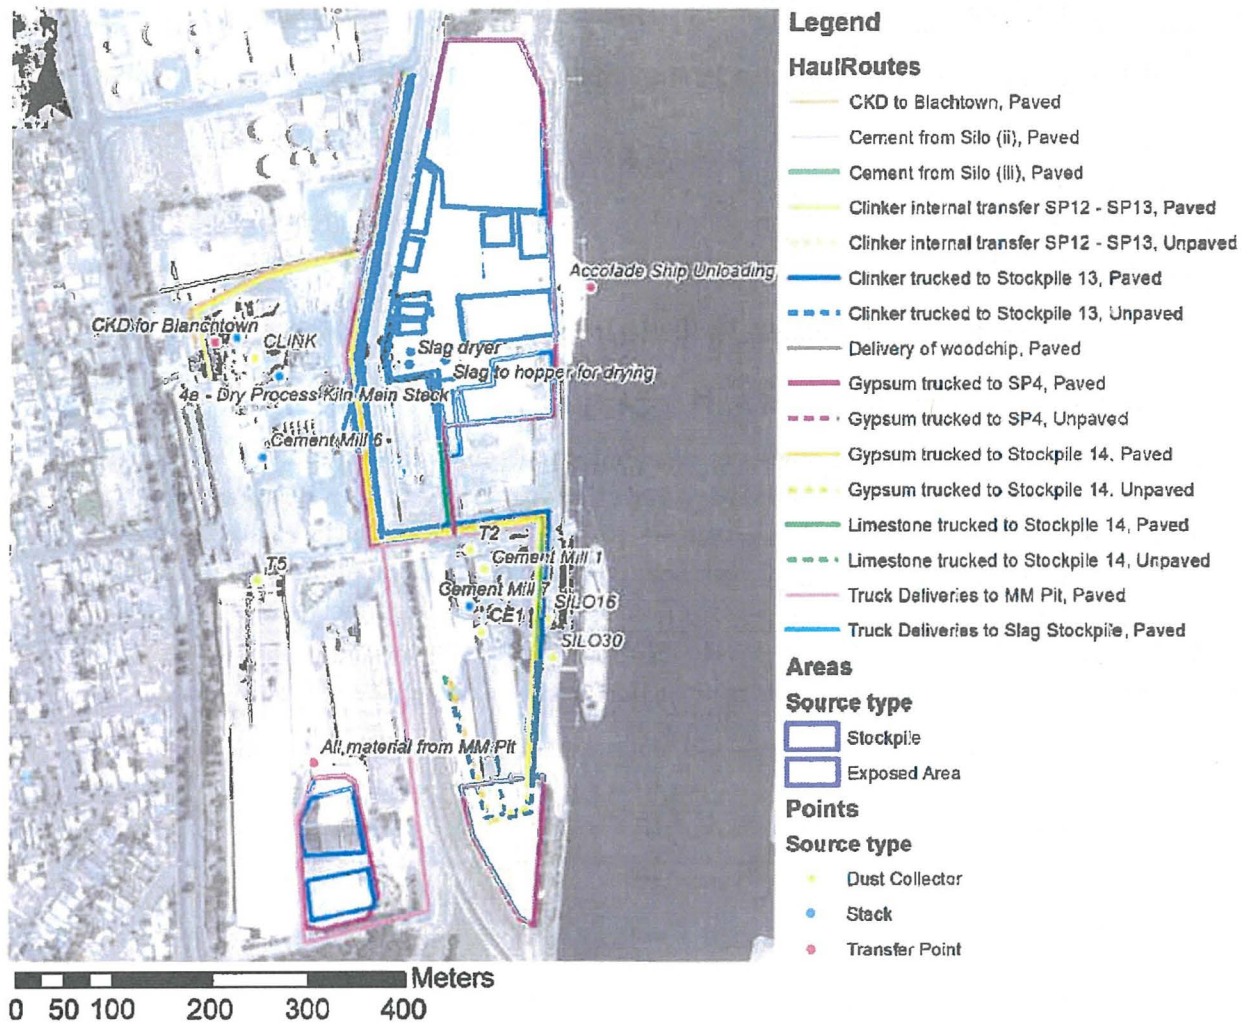 Legend
HaulRoutes
CKD to Blachtown, Paved
Cement from Silo (ii), Paved
Cement from Silo (iii), Paved
Clinker internal transfer SP12 - SP13, Paved
Clinker internal transfer SP12 - SP13, Unpaved
Clinker trucked to Stockpile 13, Paved
Clinker trucked to Stockpile 13, Unpaved
Delivery of woodchip, Paved
Gypsum trucked to SP4, Paved
Gypsum trucked to SP4, Unpaved
Gypsum trucked to Stockpile 14, Paved
Gypsum trucked to Stockpile 14, Unpaved
Limestone trucked to Stockpile 14, Paved
Limestone trucked to Stockpile 14, Unpaved
Truck Deliveries to MM Pit, Paved
Truck Deliveries to Slag Stockpile, Paved
Areas
Source type
Stockpile
Exposed Area
Points
Source type
Dust Collector
Stack
Transfer Point
Accolade Ship Unloading
CKD for Blanchtown
CLINK
Slag dryer
Slag to hopper for drying
4a - Dry Process Kiln Main Stack
Cement Mill 6
T2
Cement Mill 1
T5
Cement Mill 7
SILO16
CE1
SILO30
All material from MM Pit
Meters
0 50 100 200 300 400